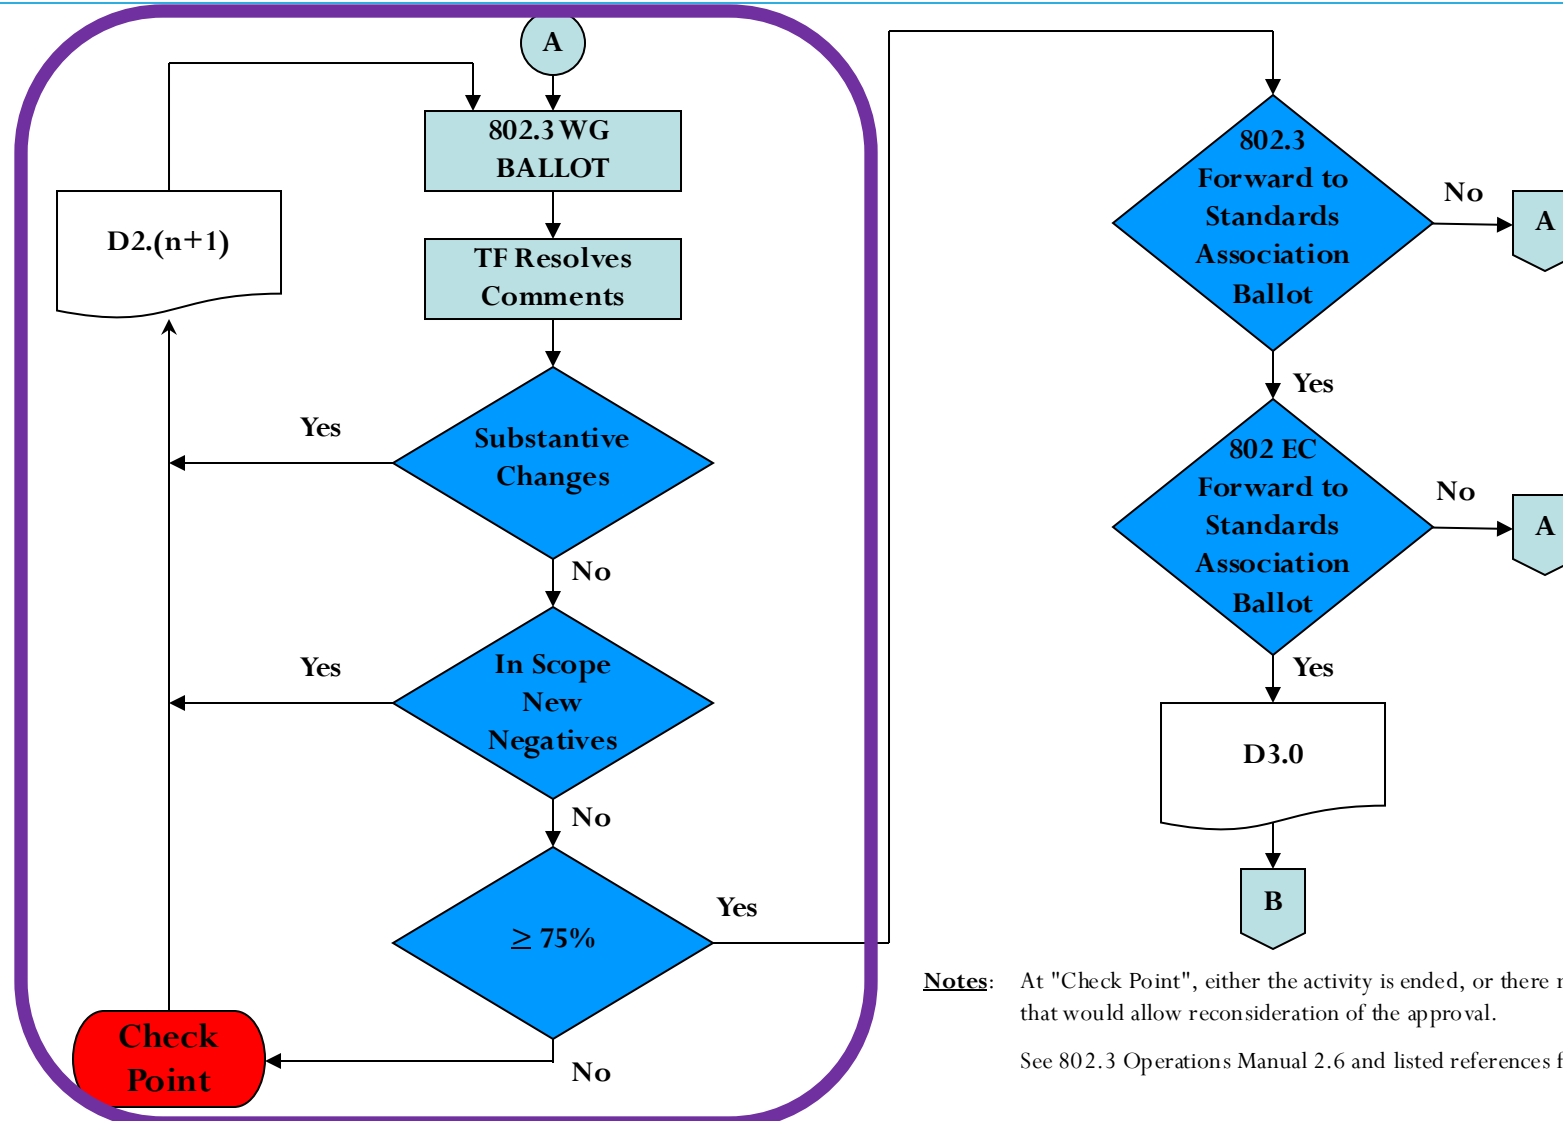 A
802.3 WG
BALLOT
D2.(n+1)
TF Resolves
Comments
Yes
Substantive
Changes
No
Yes
In Scope
New
Negatives
No
≥ 75%
Yes
Check
Point
No
802.3
Forward to
Standards
Association
Ballot
No
A
Yes
802 EC
Forward to
Standards
Association
Ballot
No
A
Yes
D3.0
B
Notes: At "Check Point", either the activity is ended, or there
that would allow reconsideration of the approval.
See 802.3 Operations Manual 2.6 and listed references